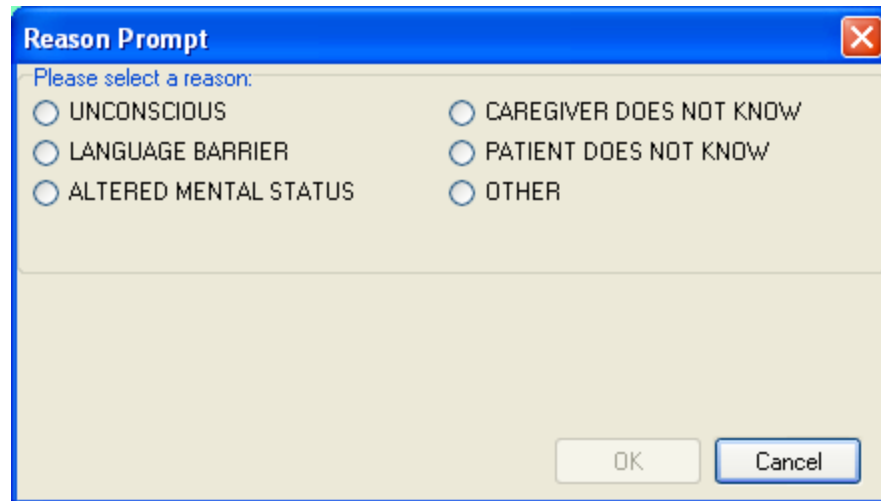 Reason Prompt
Please select a reason:
UNCONSCIOUS
LANGUAGE BARRIER
ALTERED MENTAL STATUS
CAREGIVER DOES NOT KNOW
PATIENT DOES NOT KNOW
OTHER
OK
Cancel